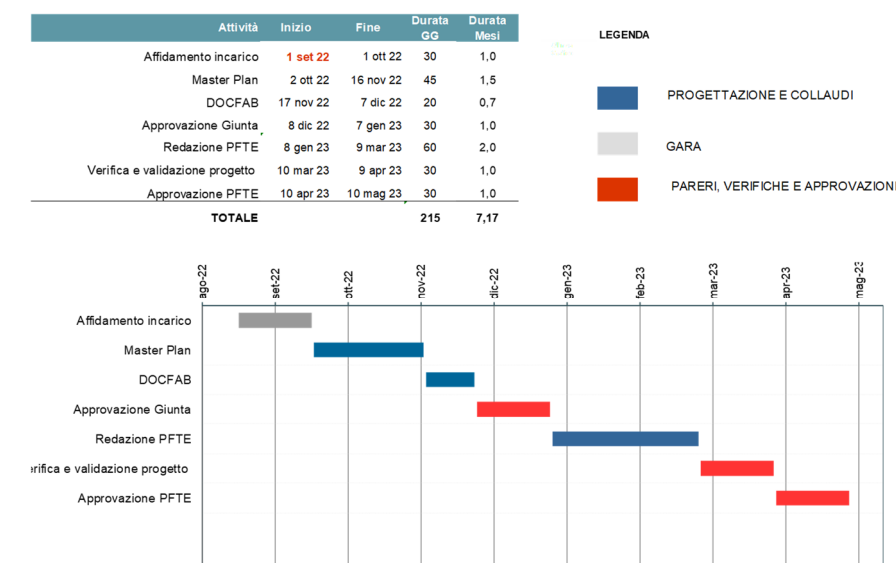 Attività Inizio Fine Durata GG Durata Mesi
Affidamento incarico 1 set 22 1 ott 22 30 1,0
Master Plan 2 ott 22 16 nov 22 45 1,5
DOCFAB 17 nov 22 7 dic 22 20 0,7
Approvazione Giunta 8 dic 22 7 gen 23 30 1,0
Redazione PFTE 8 gen 23 9 mar 23 60 2,0
Verifica e validazione progetto 10 mar 23 9 apr 23 30 1,0
Approvazione PFTE 10 apr 23 10 mag 23 30 1,0
TOTALE 215 7,17
LEGENDA
PROGETTAZIONE E COLLAUDI
GARA
PARERI, VERIFICHE E APPROVAZIONI
ago-22 set-22 ott-22 nov-22 dic-22 gen-23 feb-23 mar-23 apr-23 mag-23
Affidamento incarico
Master Plan
DOCFAB
Approvazione Giunta
Redazione PFTE
erifica e validazione progetto
Approvazione PFTE